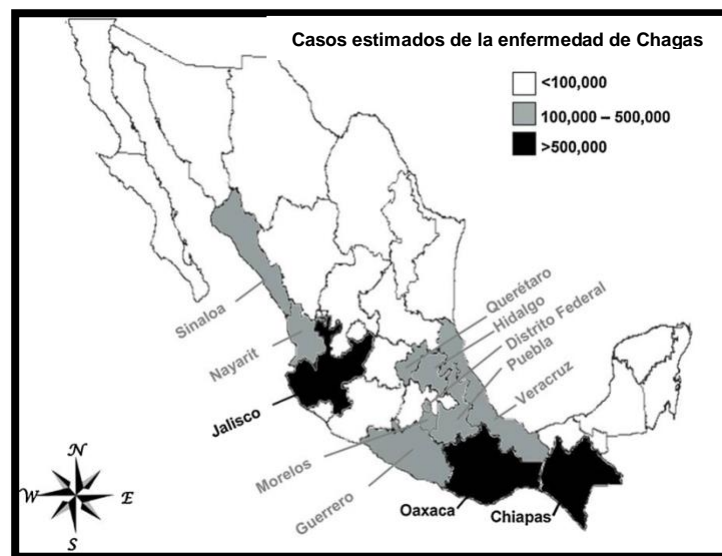 Casos estimados de la enfermedad de Chagas
<100,000
100,000 – 500,000
>500,000
Querétaro
Hidalgo
Distrito Federal
Puebla
Veracruz
Sinaloa
Nayarit
Jalisco
Morelos
Guerrero
Oaxaca
Chiapas
N
W
E
S